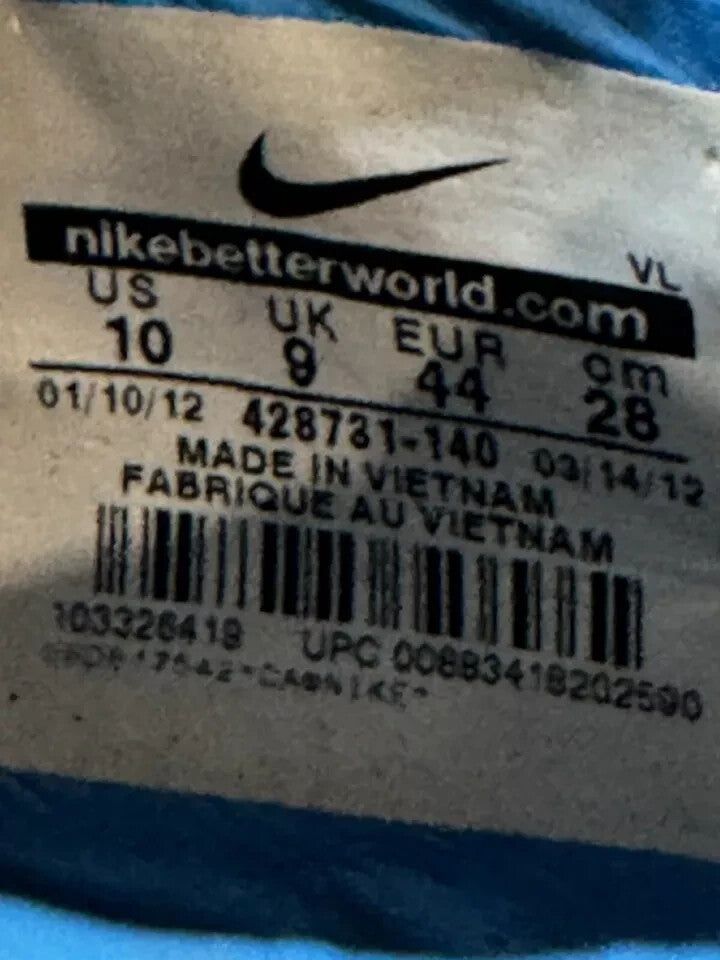 nikebetterworld.com VL
US UK EUR cm
10 9 44 28
01/10/12 428731-140 03/14/12
MADE IN VIETNAM
FABRIQUE AU VIETNAM
103326419 UPC 00883418202590